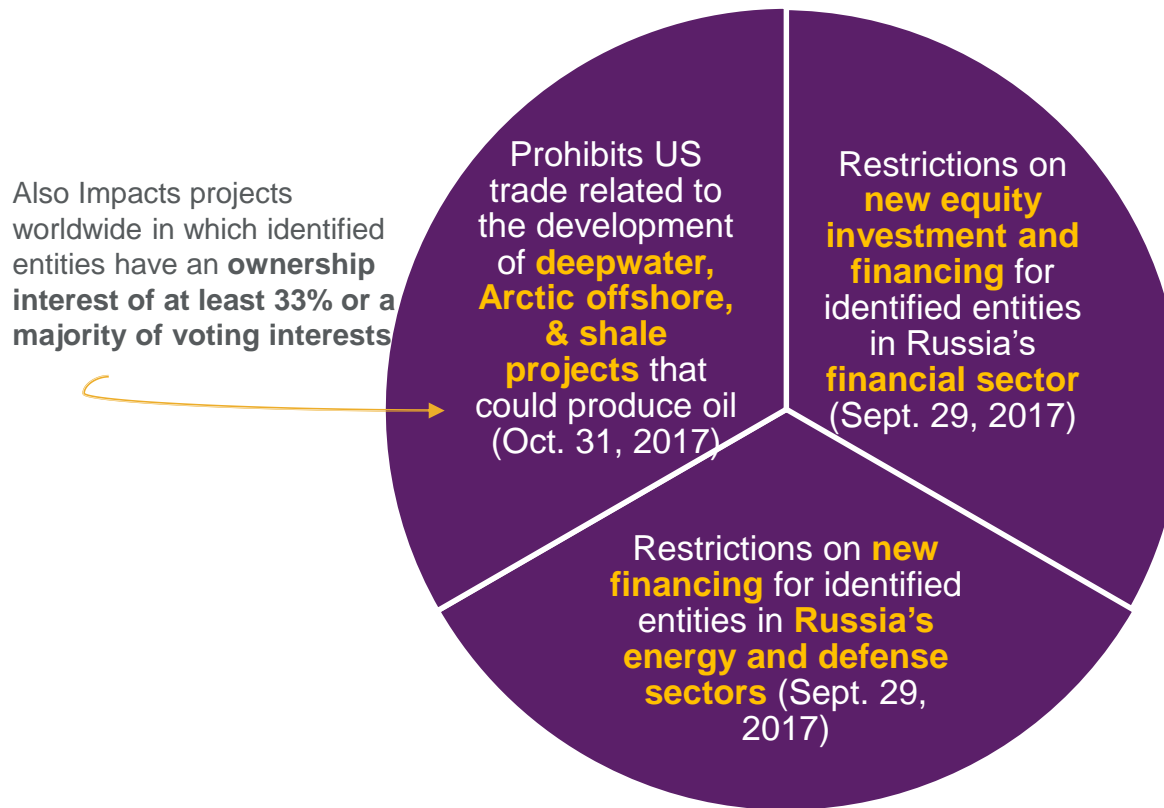 Also Impacts projects
worldwide in which identified
entities have an ownership
interest of at least 33% or a
majority of voting interests
Prohibits US
trade related to
the development
of deepwater,
Arctic offshore,
& shale
projects that
could produce oil
(Oct. 31, 2017)
Restrictions on
new equity
investment and
financing for
identified entities
in Russia’s
financial sector
(Sept. 29, 2017)
Restrictions on new
financing for identified
entities in Russia’s
energy and defense
sectors (Sept. 29,
2017)